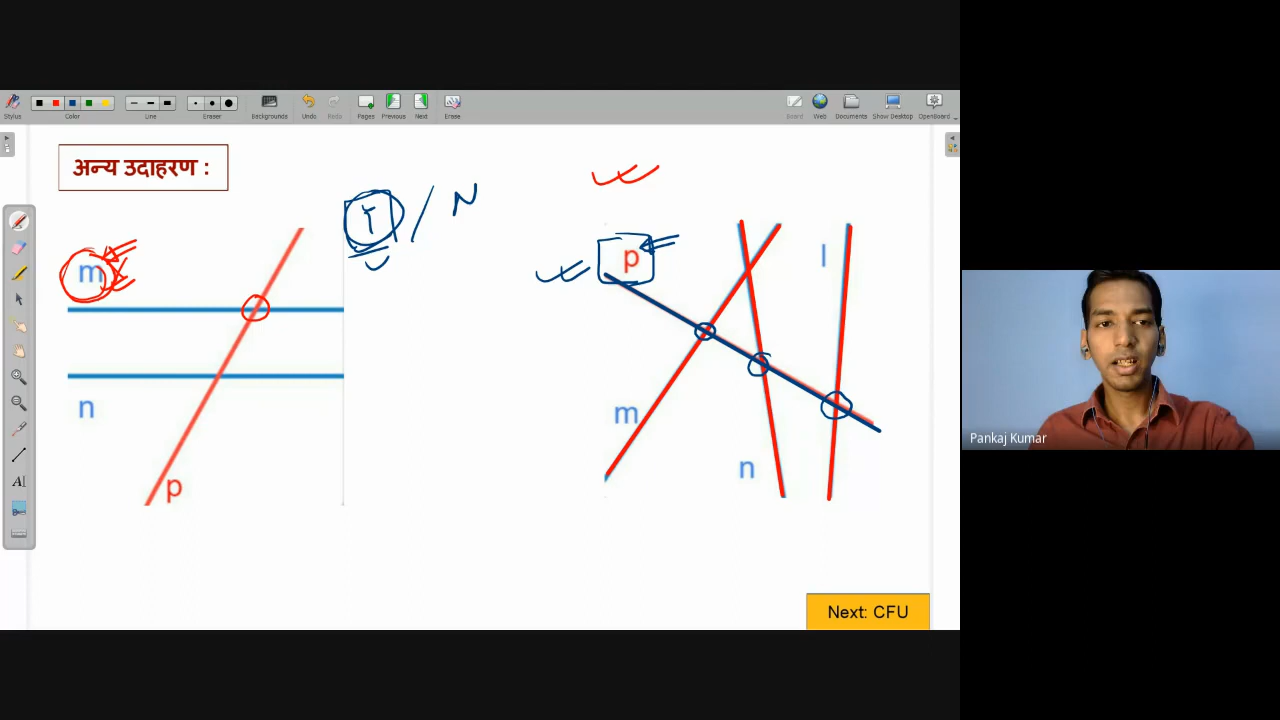 Stylus
Color
Line
Eraser
Backgrounds
Undo
Redo
Pages
Previous
Next
Erase
Board
Web
Documents
Show Desktop
OpenBoard
अन्य उदाहरण :
T / N
m
n
p
p
l
m
n
Pankaj Kumar
Next: CFU